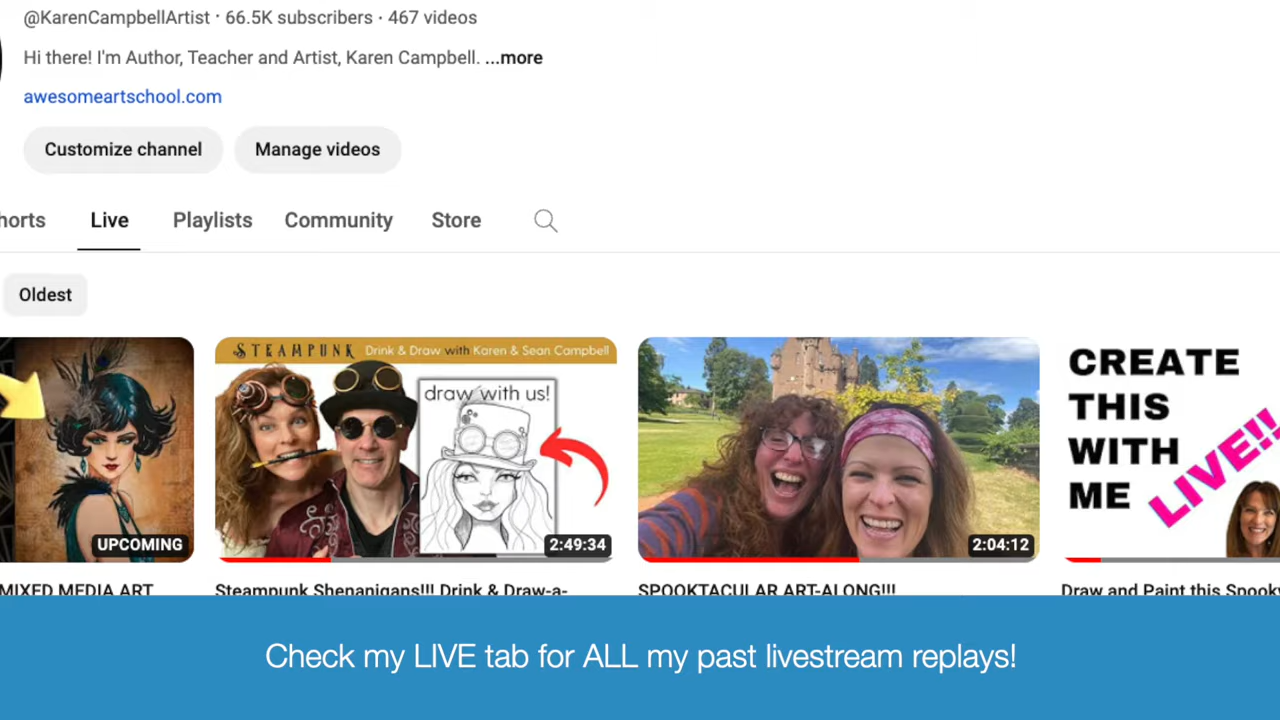 @KarenCampbellArtist · 66.5K subscribers · 467 videos
Hi there! I'm Author, Teacher and Artist, Karen Campbell. ...more
awesomeartschool.com
Customize channel Manage videos
horts Live Playlists Community Store
Oldest
STEAMPUNK Drink & Draw with Karen & Sean Campbell
draw with us!
CREATE
THIS
WITH
ME
LIVE!!
UPCOMING 2:49:34 2:04:12
MIXED MEDIA ART Steampunk Shenanigans!!! Drink & Draw-a- SPOOKTACULAR ART-ALONG!!! Draw and Paint this Spooky
Check my LIVE tab for ALL my past livestream replays!